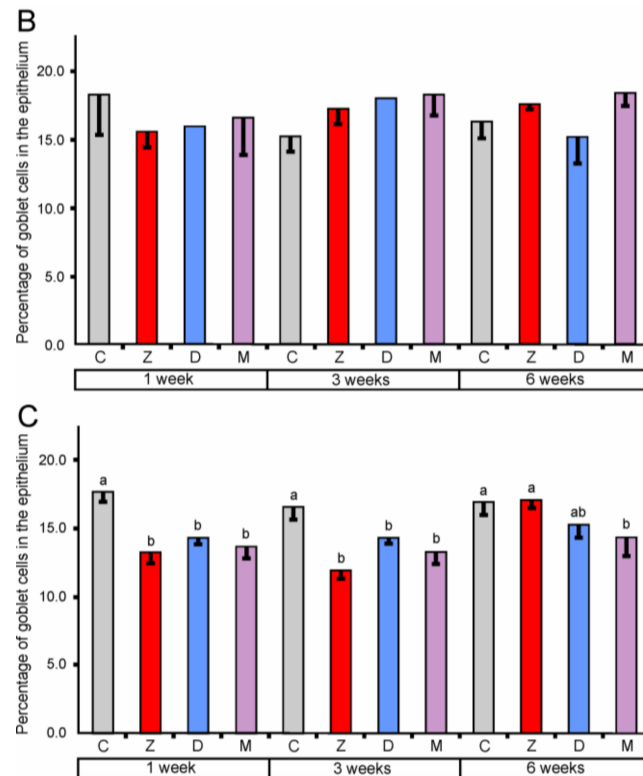 B
Percentage of goblet cells in the epithelium
20.0
15.0
10.0
5.0
0.0
C Z D M C Z D M C Z D M
1 week 3 weeks 6 weeks
C
Percentage of goblet cells in the epithelium
20.0
15.0
10.0
5.0
0.0
a b b b a b b b a a ab b
C Z D M C Z D M C Z D M
1 week 3 weeks 6 weeks